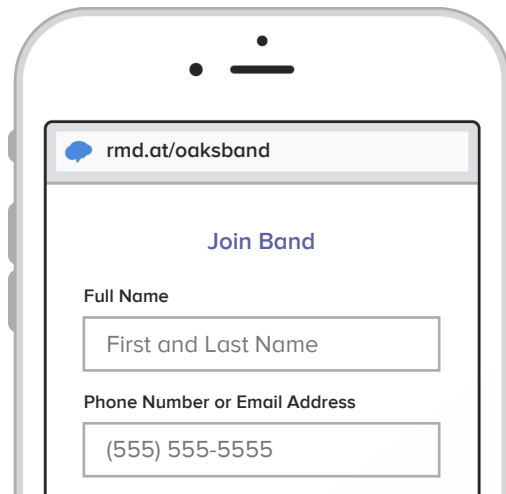 rmd.at/oaksband
Join Band
Full Name
First and Last Name
Phone Number or Email Address
(555) 555-5555